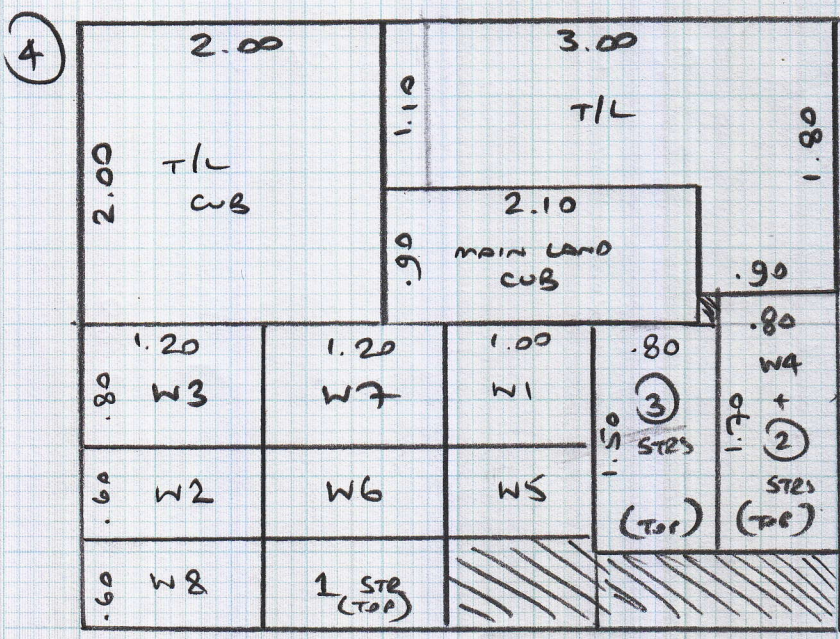 4
2.00
3.00
1.10
T/L
1.80
2.00
T/L
CUB
2.10
.90
MAIN LAND
CUB
.90
1.20
1.20
1.00
.80
.80
.80
W3
W7
W1
3
STRS
1.50
(TOP)
W4
+
2
STRS
(TOP)
1.70
.60
W2
W6
W5
.60
W8
1 STR
(TOP)